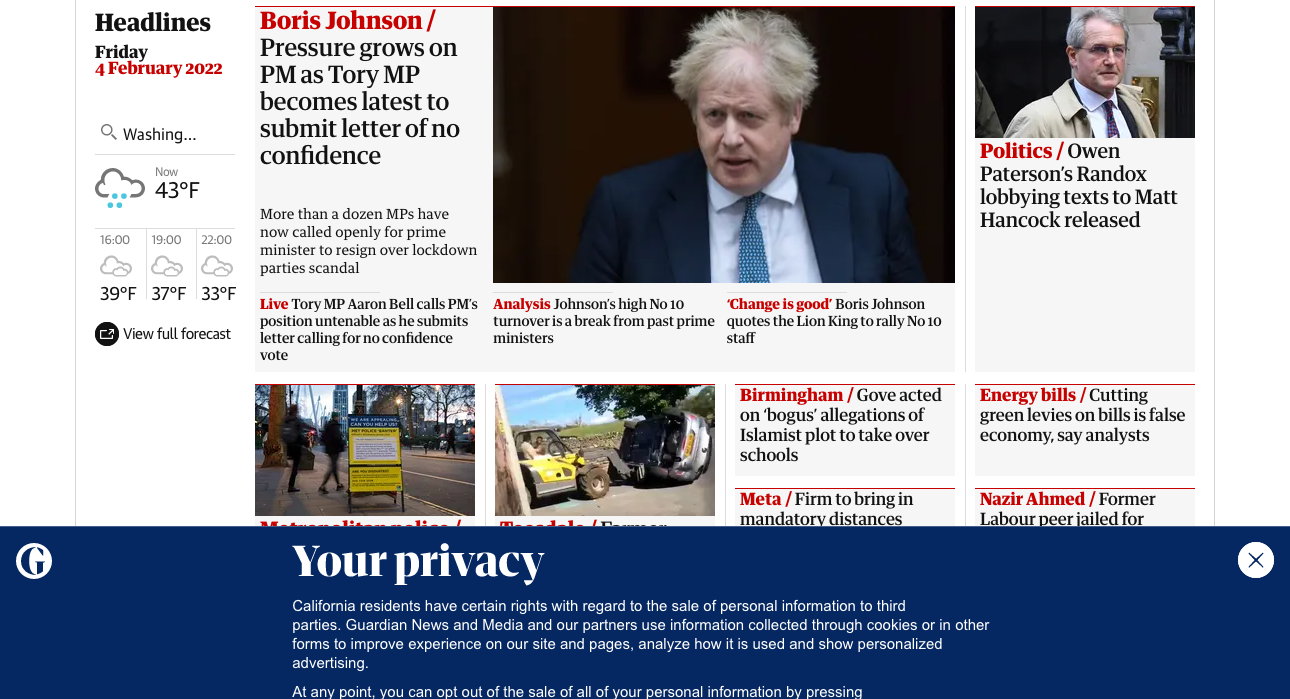 Headlines
Friday
4 February 2022
Washing...
Now
43°F
16:00
19:00
22:00
39°F
37°F
33°F
View full forecast
Boris Johnson /
Pressure grows on
PM as Tory MP
becomes latest to
submit letter of no
confidence
More than a dozen MPs have
now called openly for prime
minister to resign over lockdown
parties scandal
Live Tory MP Aaron Bell calls PM's
position untenable as he submits
letter calling for no confidence
vote
Analysis Johnson's high No 10
turnover is a break from past prime
ministers
'Change is good' Boris Johnson
quotes the Lion King to rally No 10
staff
Politics / Owen
Paterson's Randox
lobbying texts to Matt
Hancock released
WE ARE APPEALING
CAN YOU HELP US?
Metropolitan police /
Teesdale / Former
Birmingham / Gove acted
on 'bogus' allegations of
Islamist plot to take over
schools
Meta / Firm to bring in
mandatory distances
Energy bills / Cutting
green levies on bills is false
economy, say analysts
Nazir Ahmed / Former
Labour peer jailed for
G
Your privacy
California residents have certain rights with regard to the sale of personal information to third
parties. Guardian News and Media and our partners use information collected through cookies or in other
forms to improve experience on our site and pages, analyze how it is used and show personalized
advertising.
At any point, you can opt out of the sale of all of your personal information by pressing